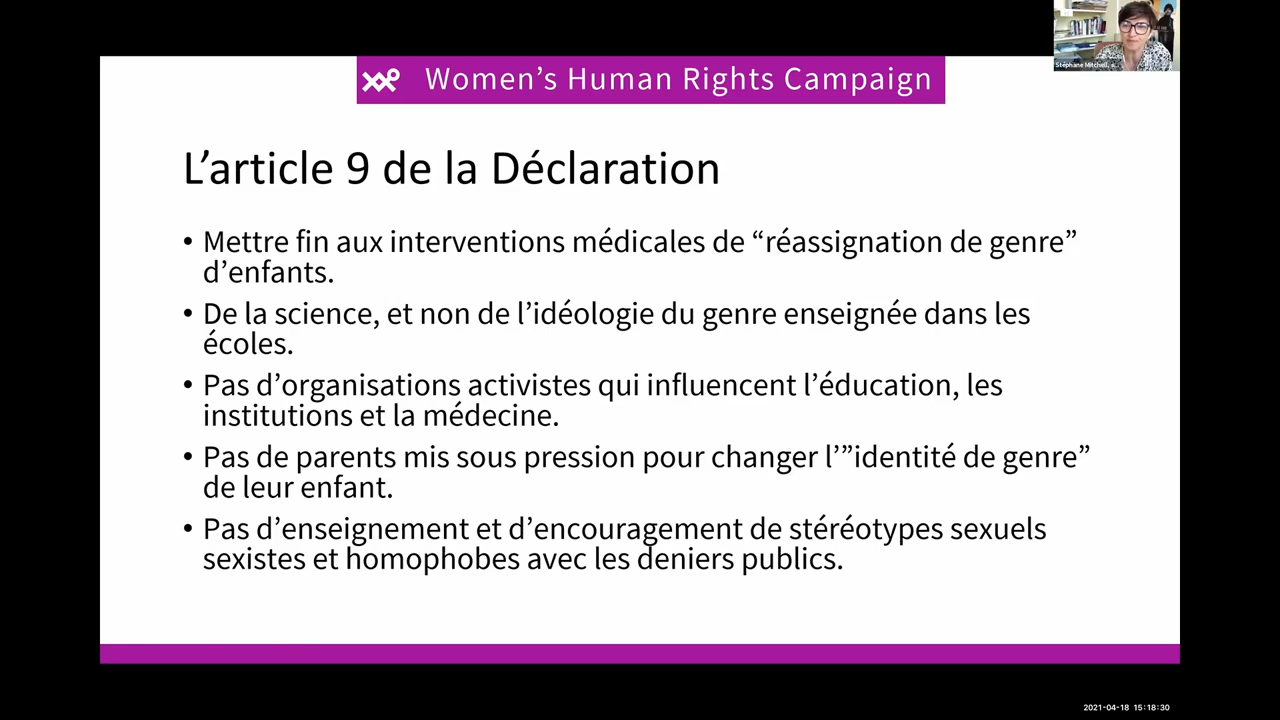 Stéphane Mitchell, s...
Women’s Human Rights Campaign
L’article 9 de la Déclaration
• Mettre fin aux interventions médicales de “réassignation de genre”
d’enfants.
• De la science, et non de l’idéologie du genre enseignée dans les
écoles.
• Pas d’organisations activistes qui influencent l’éducation, les
institutions et la médecine.
• Pas de parents mis sous pression pour changer l’”identité de genre”
de leur enfant.
• Pas d’enseignement et d’encouragement de stéréotypes sexuels
sexistes et homophobes avec les deniers publics.
2021-04-18 15:18:30